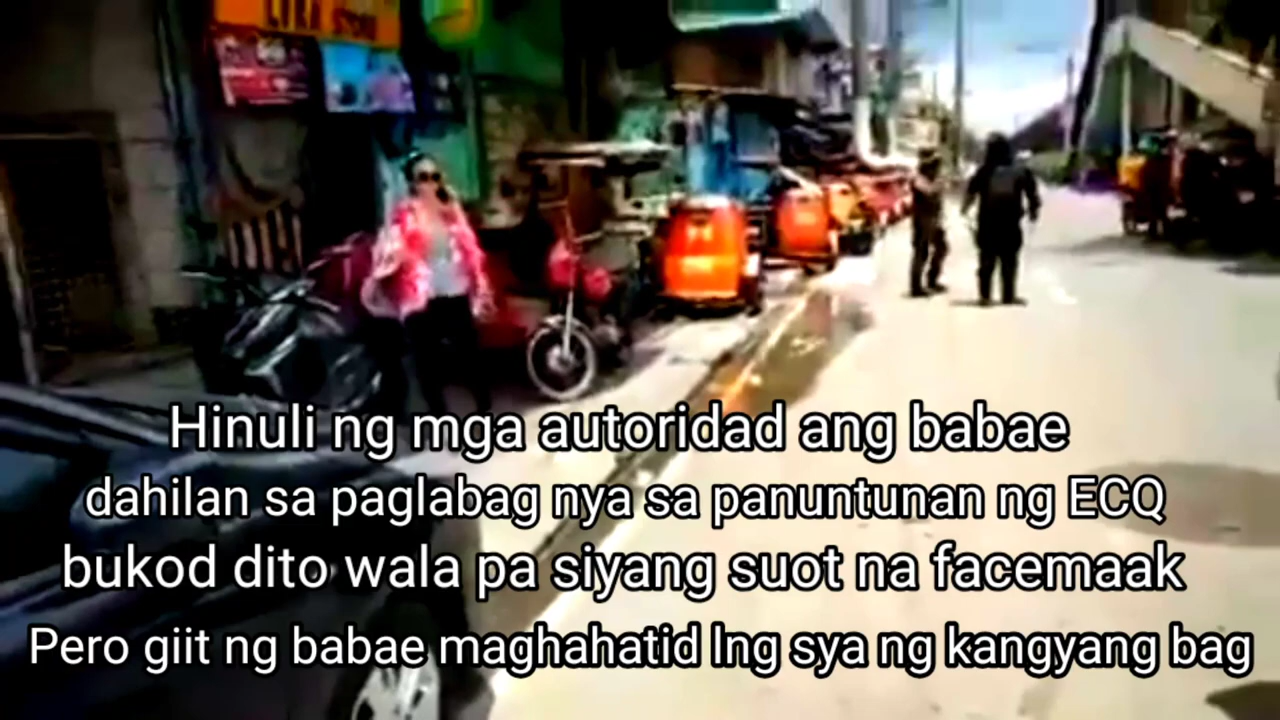 Hinuli ng mga autoridad ang babae
dahilan sa paglabag nya sa panuntunan ng ECQ
bukod dito wala pa siyang suot na facemaak
Pero giit ng babae maghahatid lng sya ng kangyang bag